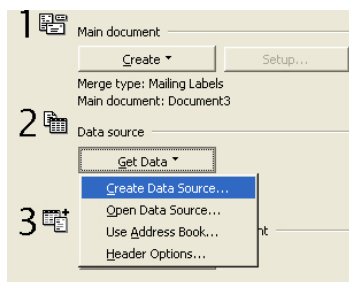 1 Main document
Create
Setup...
Merge type: Mailing Labels
Main document: Document3
2 Data source
Get Data
Create Data Source...
Open Data Source...
3
Use Address Book...
Header Options...